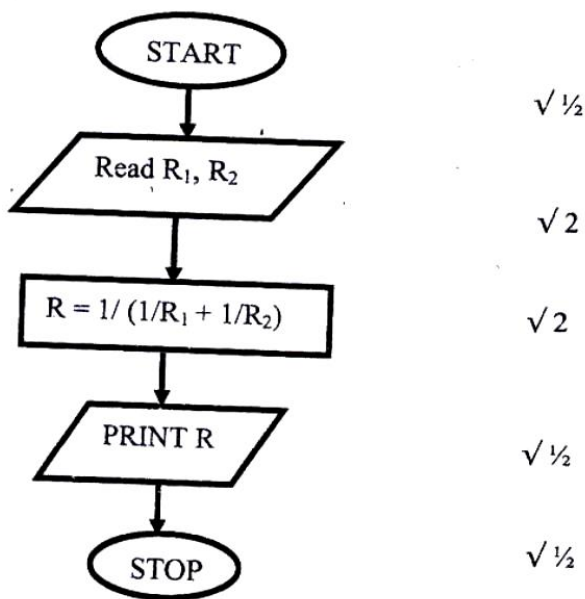 START
√ ½
Read R₁, R₂
√ 2
R = 1/ (1/R₁ + 1/R₂)
√ 2
PRINT R
√ ½
STOP
√ ½